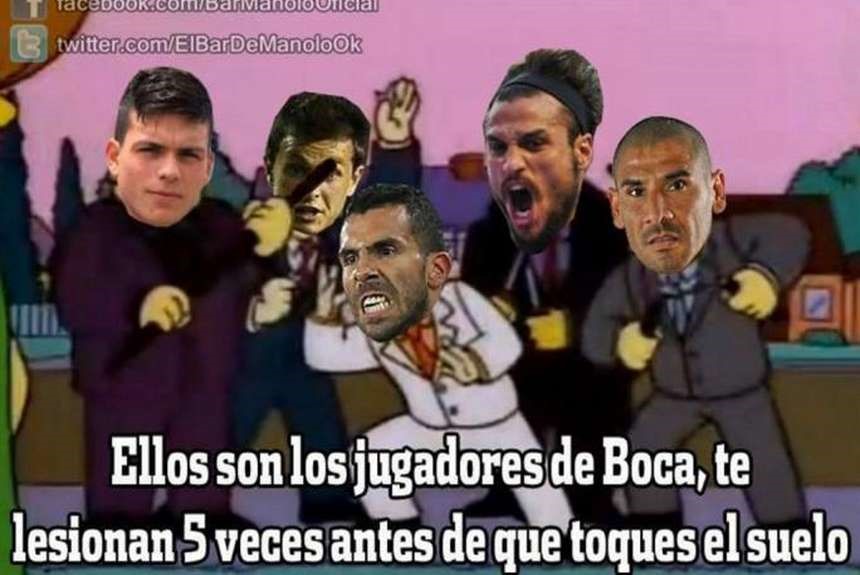 facebook.com/BarManoloOficial
twitter.com/ElBarDeManoloOk
Ellos son los jugadores de Boca, te
lesionan 5 veces antes de que toques el suelo